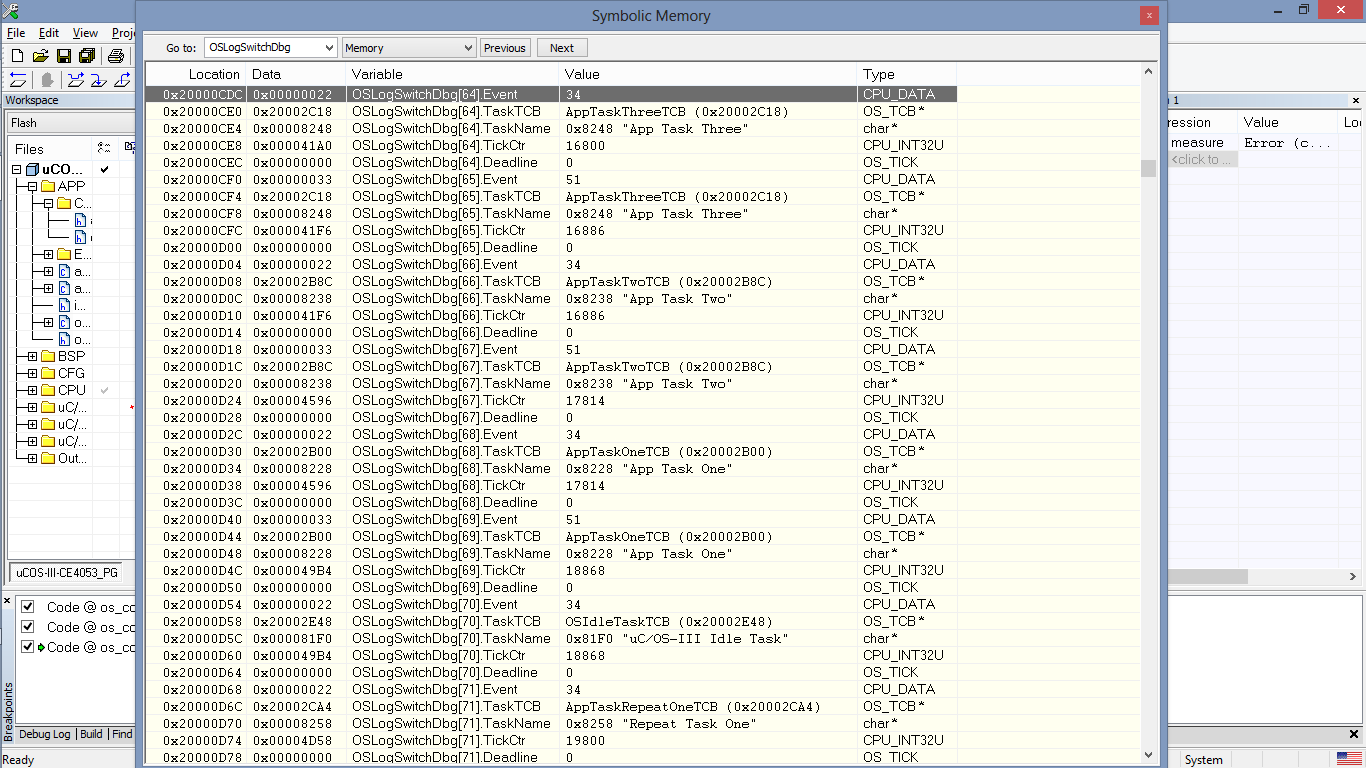 Symbolic Memory
File Edit View Proj
Go to: OSLogSwitchDbg Memory Previous Next
Workspace
Flash
Files
uCO...
APP
C...
E...
a...
a...
i...
o...
o...
BSP
CFG
CPU
uC/...
uC/...
uC/...
Out...
uCOS-III-CE4053_PG
Location Data Variable Value Type
0x20000CDC 0x00000022 OSLogSwitchDbg[64].Event 34 CPU_DATA
0x20000CE0 0x20002C18 OSLogSwitchDbg[64].TaskTCB AppTaskThreeTCB (0x20002C18) OS_TCB*
0x20000CE4 0x00008248 OSLogSwitchDbg[64].TaskName 0x8248 "App Task Three" char*
0x20000CE8 0x000041A0 OSLogSwitchDbg[64].TickCtr 16800 CPU_INT32U
0x20000CEC 0x00000000 OSLogSwitchDbg[64].Deadline 0 OS_TICK
0x20000CF0 0x00000033 OSLogSwitchDbg[65].Event 51 CPU_DATA
0x20000CF4 0x20002C18 OSLogSwitchDbg[65].TaskTCB AppTaskThreeTCB (0x20002C18) OS_TCB*
0x20000CF8 0x00008248 OSLogSwitchDbg[65].TaskName 0x8248 "App Task Three" char*
0x20000CFC 0x000041F6 OSLogSwitchDbg[65].TickCtr 16886 CPU_INT32U
0x20000D00 0x00000000 OSLogSwitchDbg[65].Deadline 0 OS_TICK
0x20000D04 0x00000022 OSLogSwitchDbg[66].Event 34 CPU_DATA
0x20000D08 0x20002B8C OSLogSwitchDbg[66].TaskTCB AppTaskTwoTCB (0x20002B8C) OS_TCB*
0x20000D0C 0x00008238 OSLogSwitchDbg[66].TaskName 0x8238 "App Task Two" char*
0x20000D10 0x000041F6 OSLogSwitchDbg[66].TickCtr 16886 CPU_INT32U
0x20000D14 0x00000000 OSLogSwitchDbg[66].Deadline 0 OS_TICK
0x20000D18 0x00000033 OSLogSwitchDbg[67].Event 51 CPU_DATA
0x20000D1C 0x20002B8C OSLogSwitchDbg[67].TaskTCB AppTaskTwoTCB (0x20002B8C) OS_TCB*
0x20000D20 0x00008238 OSLogSwitchDbg[67].TaskName 0x8238 "App Task Two" char*
0x20000D24 0x00004596 OSLogSwitchDbg[67].TickCtr 17814 CPU_INT32U
0x20000D28 0x00000000 OSLogSwitchDbg[67].Deadline 0 OS_TICK
0x20000D2C 0x00000022 OSLogSwitchDbg[68].Event 34 CPU_DATA
0x20000D30 0x20002B00 OSLogSwitchDbg[68].TaskTCB AppTaskOneTCB (0x20002B00) OS_TCB*
0x20000D34 0x00008228 OSLogSwitchDbg[68].TaskName 0x8228 "App Task One" char*
0x20000D38 0x00004596 OSLogSwitchDbg[68].TickCtr 17814 CPU_INT32U
0x20000D3C 0x00000000 OSLogSwitchDbg[68].Deadline 0 OS_TICK
0x20000D40 0x00000033 OSLogSwitchDbg[69].Event 51 CPU_DATA
0x20000D44 0x20002B00 OSLogSwitchDbg[69].TaskTCB AppTaskOneTCB (0x20002B00) OS_TCB*
0x20000D48 0x00008228 OSLogSwitchDbg[69].TaskName 0x8228 "App Task One" char*
0x20000D4C 0x000049B4 OSLogSwitchDbg[69].TickCtr 18868 CPU_INT32U
0x20000D50 0x00000000 OSLogSwitchDbg[69].Deadline 0 OS_TICK
0x20000D54 0x00000022 OSLogSwitchDbg[70].Event 34 CPU_DATA
0x20000D58 0x20002E48 OSLogSwitchDbg[70].TaskTCB OSIdleTaskTCB (0x20002E48) OS_TCB*
0x20000D5C 0x000081F0 OSLogSwitchDbg[70].TaskName 0x81F0 "uC/OS-III Idle Task" char*
0x20000D60 0x000049B4 OSLogSwitchDbg[70].TickCtr 18868 CPU_INT32U
0x20000D64 0x00000000 OSLogSwitchDbg[70].Deadline 0 OS_TICK
0x20000D68 0x00000022 OSLogSwitchDbg[71].Event 34 CPU_DATA
0x20000D6C 0x20002CA4 OSLogSwitchDbg[71].TaskTCB AppTaskRepeatOneTCB (0x20002CA4) OS_TCB*
0x20000D70 0x00008258 OSLogSwitchDbg[71].TaskName 0x8258 "Repeat Task One" char*
0x20000D74 0x00004D58 OSLogSwitchDbg[71].TickCtr 19800 CPU_INT32U
0x20000D78 0x00000000 OSLogSwitchDbg[71].Deadline 0 OS_TICK
1
ression Value Loc
measure Error (c...
<click to ...
Code @ os_co
Code @ os_co
Code @ os_co
Breakpoints
Debug Log Build Find
Ready System